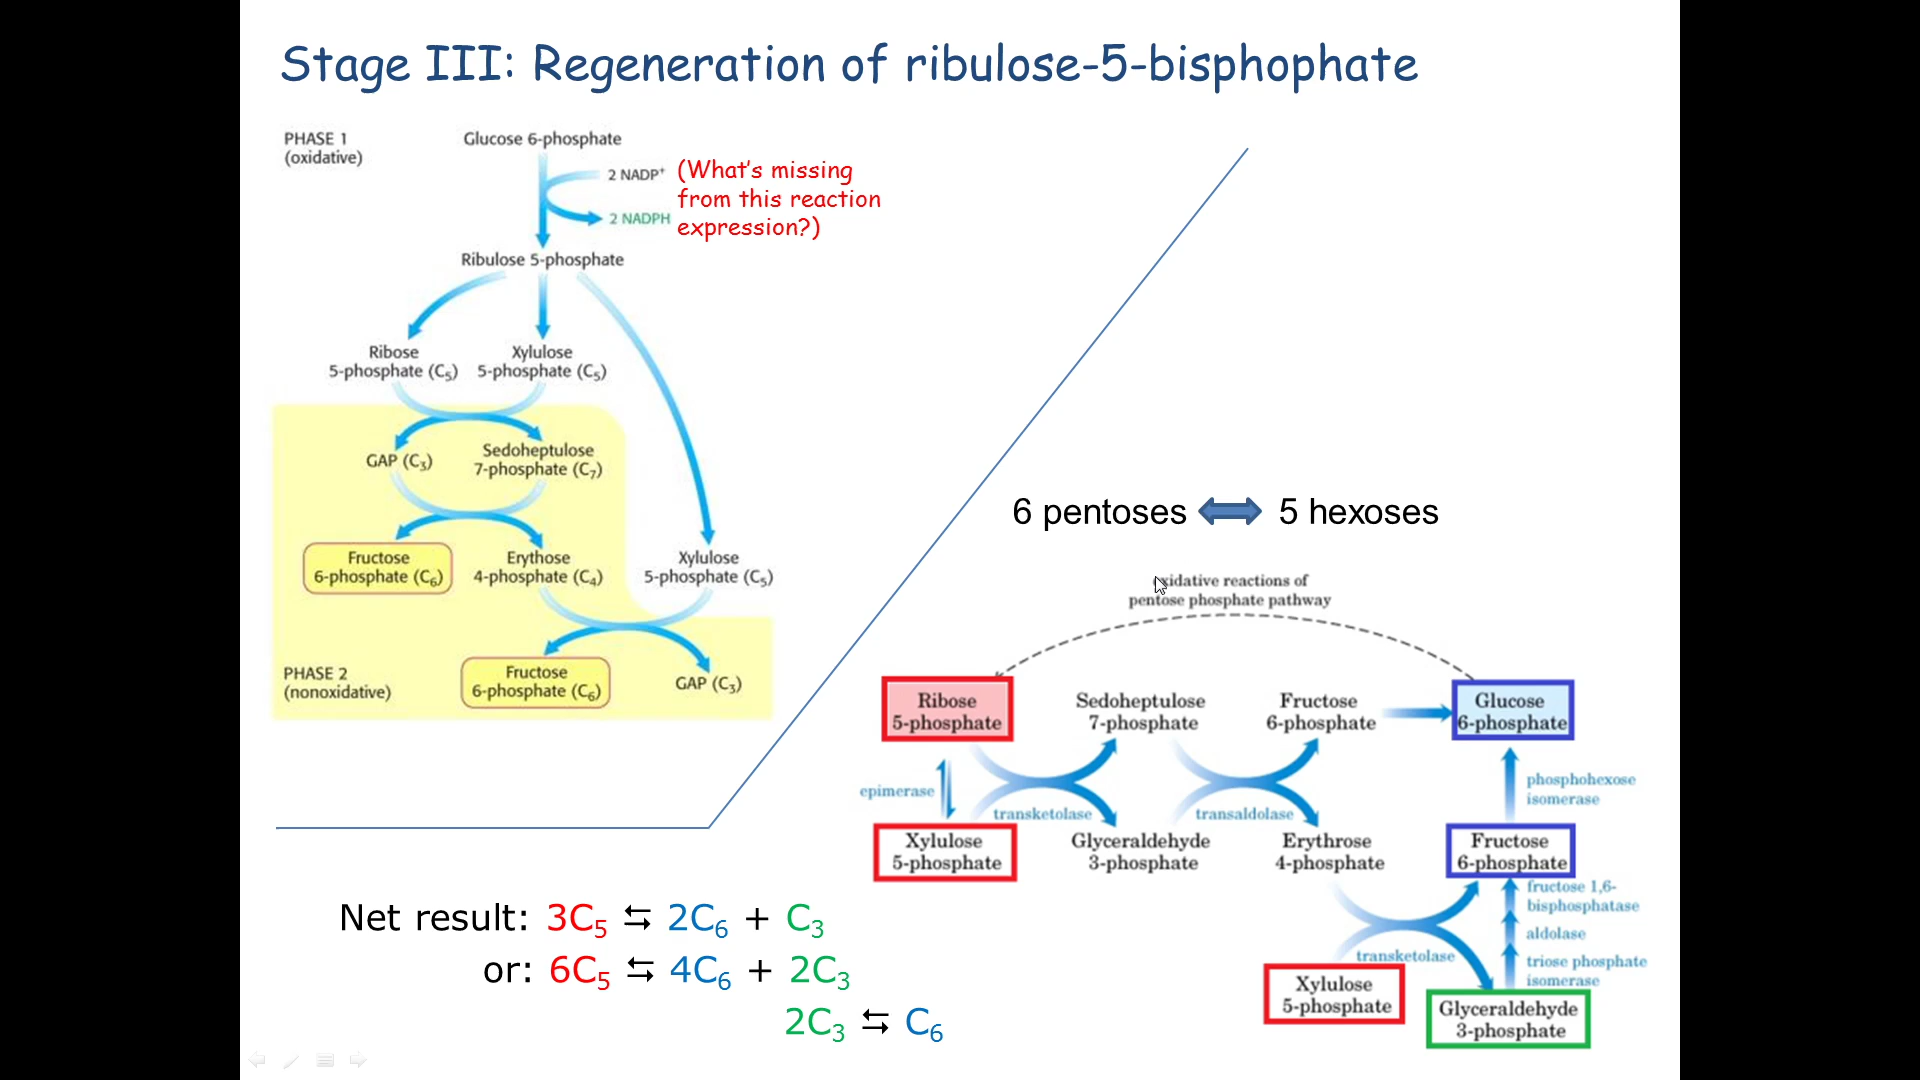 Stage III: Regeneration of ribulose-5-bisphophate
PHASE 1
(oxidative)
Glucose 6-phosphate
2 NADP⁺
2 NADPH
(What's missing
from this reaction
expression?)
Ribulose 5-phosphate
Ribose
5-phosphate (C₅)
Xylulose
5-phosphate (C₅)
GAP (C₃)
Sedoheptulose
7-phosphate (C₇)
Fructose
6-phosphate (C₆)
Erythose
4-phosphate (C₄)
Xylulose
5-phosphate (C₅)
PHASE 2
(nonoxidative)
Fructose
6-phosphate (C₆)
GAP (C₃)
6 pentoses ⟺ 5 hexoses
oxidative reactions of
pentose phosphate pathway
Ribose
5-phosphate
Sedoheptulose
7-phosphate
Fructose
6-phosphate
Glucose
6-phosphate
epimerase
transketolase
transaldolase
phosphohexose
isomerase
Xylulose
5-phosphate
Glyceraldehyde
3-phosphate
Erythrose
4-phosphate
Fructose
6-phosphate
fructose 1,6-
bisphosphatase
aldolase
transketolase
triose phosphate
isomerase
Xylulose
5-phosphate
Glyceraldehyde
3-phosphate
Net result: 3C₅ ⇆ 2C₆ + C₃
or: 6C₅ ⇆ 4C₆ + 2C₃
2C₃ ⇆ C₆